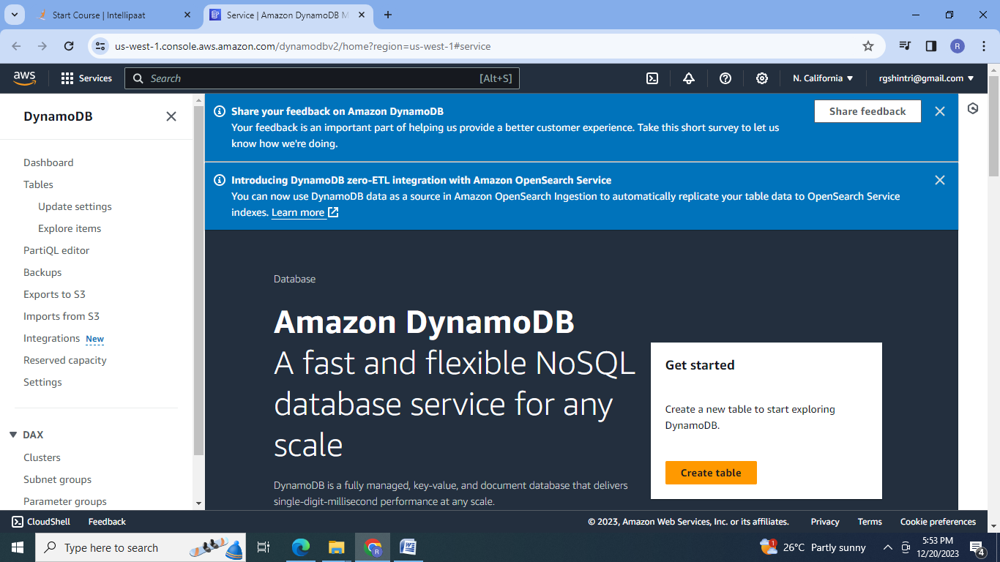 Start Course | Intellipaat
Service | Amazon DynamoDB M
us-west-1.console.aws.amazon.com/dynamodbv2/home?region=us-west-1#service
R
aws
Services
Search
[Alt+S]
N. California
rgshintri@gmail.com
DynamoDB
Dashboard
Tables
Update settings
Explore items
PartiQL editor
Backups
Exports to S3
Imports from S3
Integrations New
Reserved capacity
Settings
DAX
Clusters
Subnet groups
Parameter groups
Share your feedback on Amazon DynamoDB
Your feedback is an important part of helping us provide a better customer experience. Take this short survey to let us
know how we're doing.
Share feedback
Introducing DynamoDB zero-ETL integration with Amazon OpenSearch Service
You can now use DynamoDB data as a source in Amazon OpenSearch Ingestion to automatically replicate your table data to OpenSearch Service
indexes. Learn more
Database
Amazon DynamoDB
A fast and flexible NoSQL
database service for any
scale
DynamoDB is a fully managed, key-value, and document database that delivers
single-digit-millisecond performance at any scale.
Get started
Create a new table to start exploring
DynamoDB.
Create table
CloudShell
Feedback
© 2023, Amazon Web Services, Inc. or its affiliates.
Privacy
Terms
Cookie preferences
Type here to search
R
W
1
26°C Partly sunny
5:53 PM
12/20/2023
4